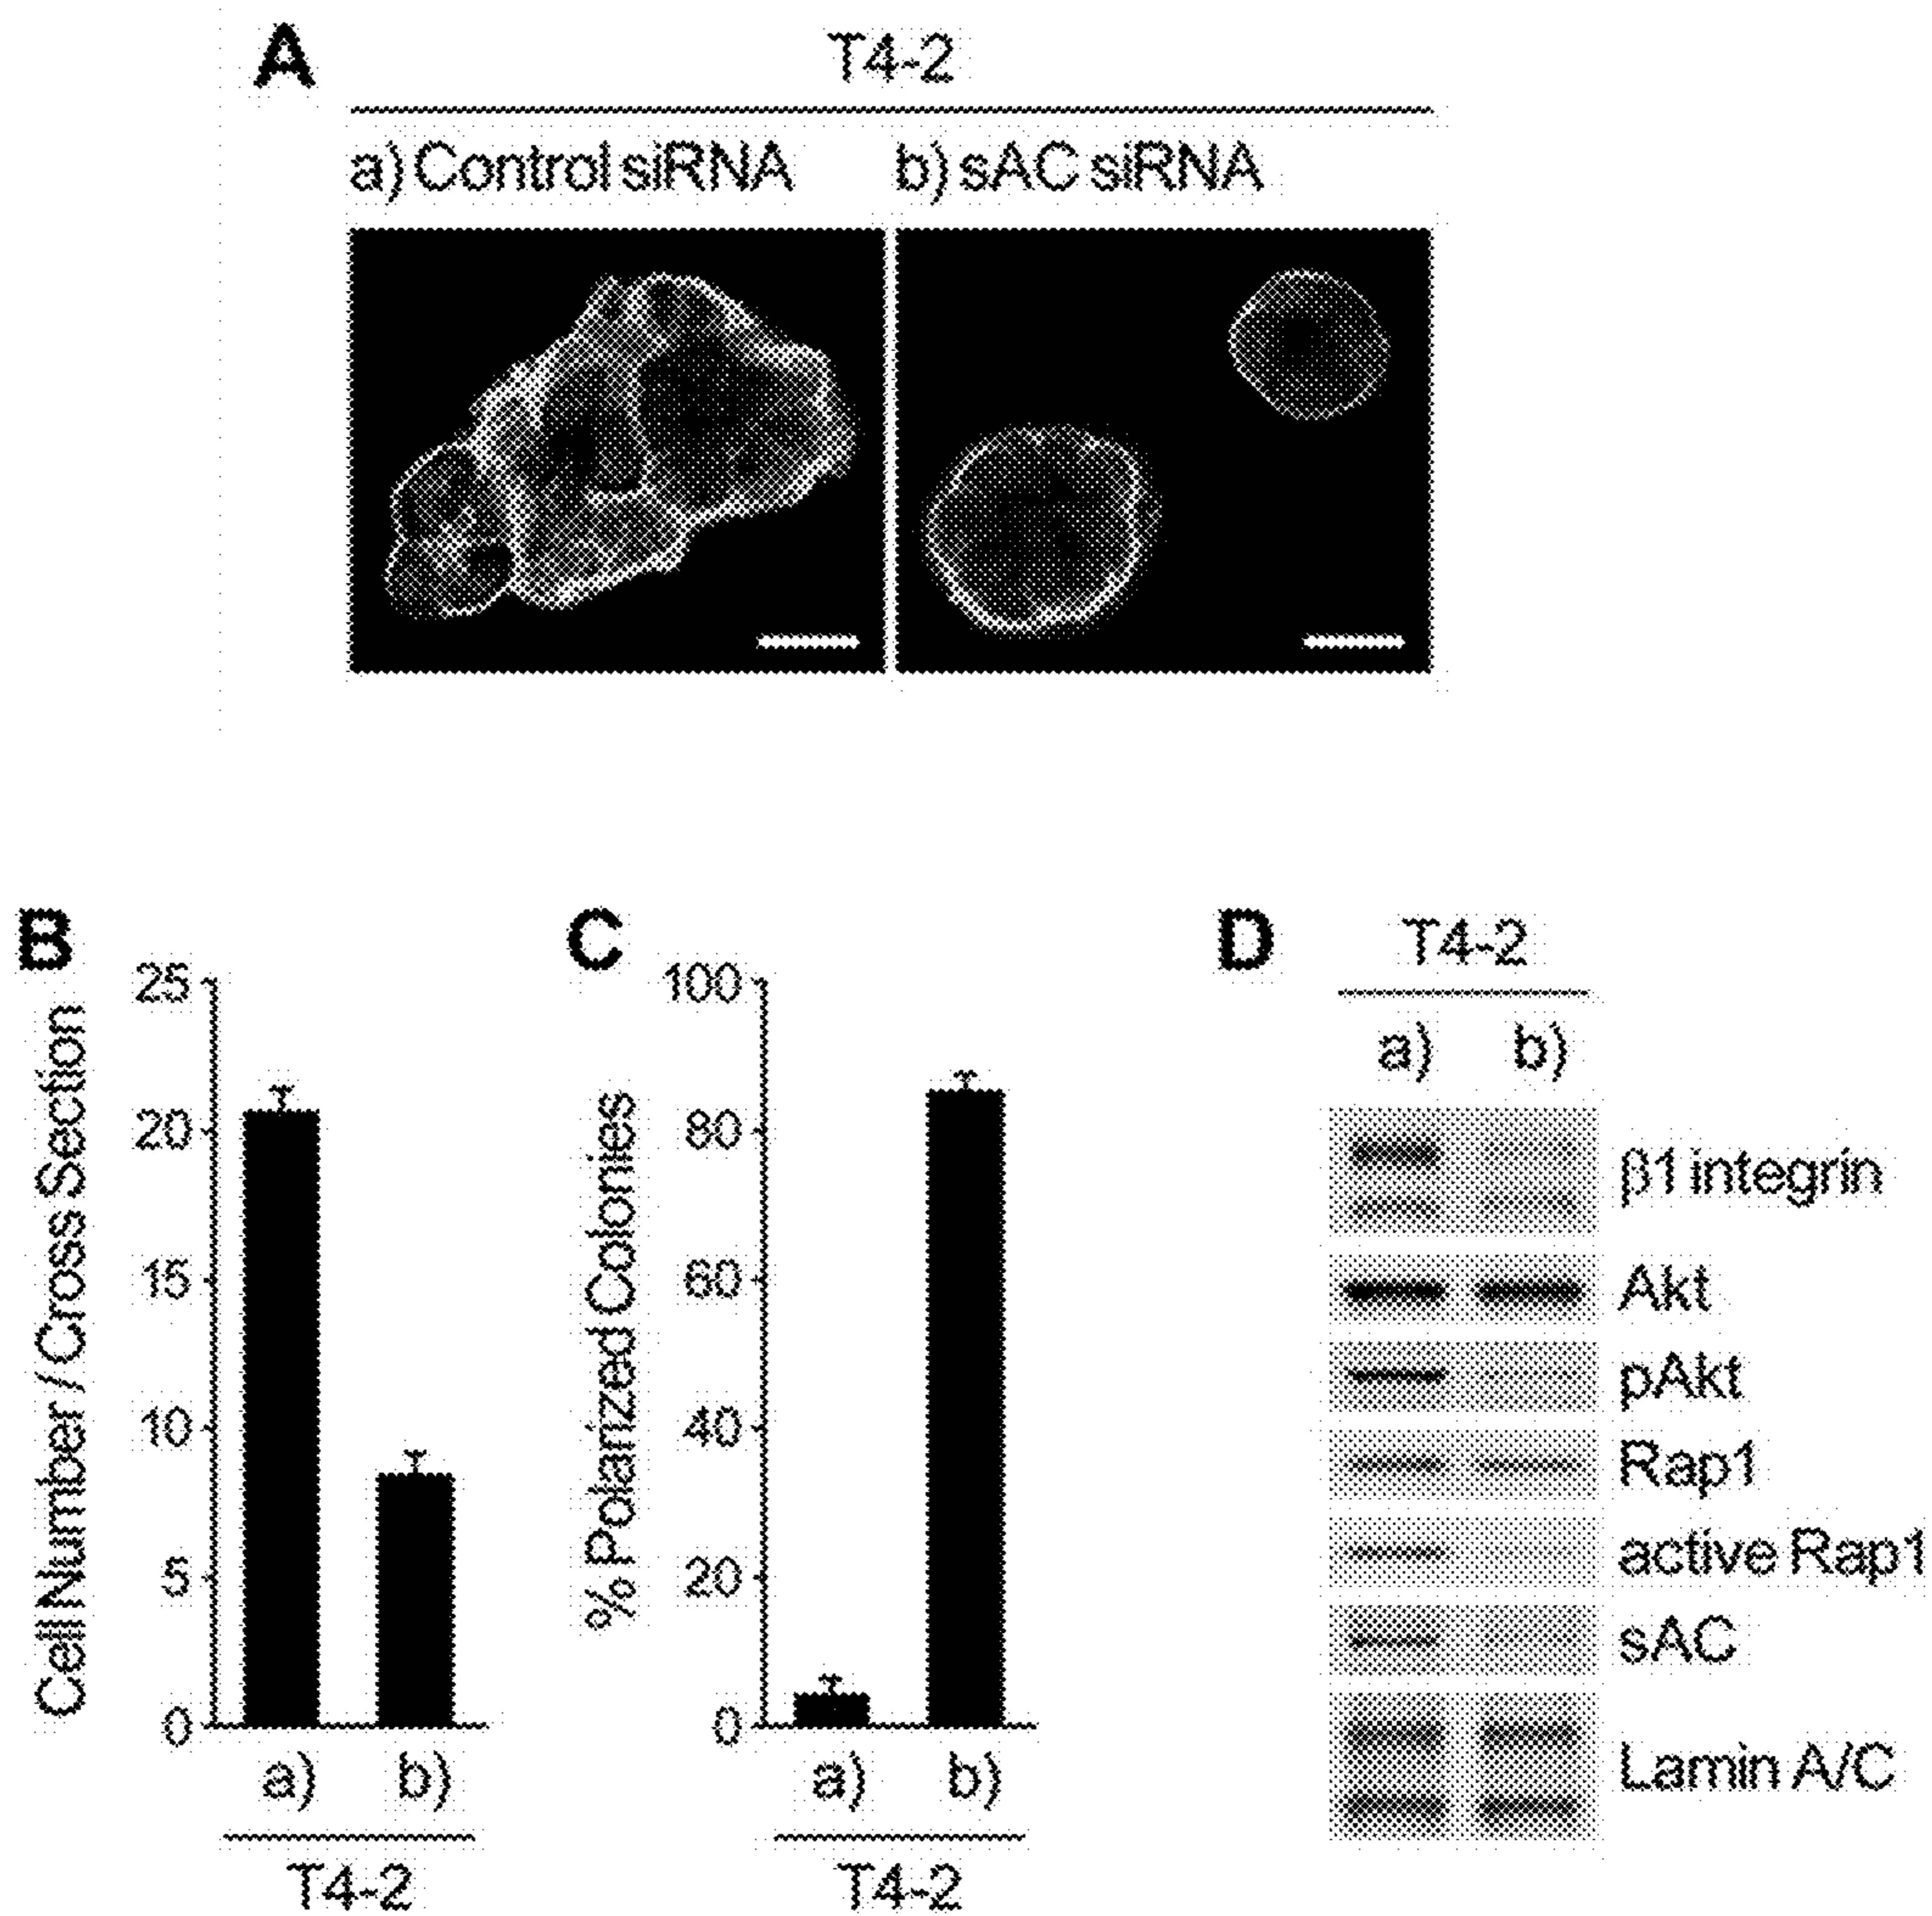 A
T4-2
a) Control siRNA
b) sAC siRNA
B
Cell Number / Cross Section
25
20
15
10
5
0
a)
b)
T4-2
C
% Polarized Colonies
100
80
60
40
20
0
a)
b)
T4-2
D
T4-2
a)
b)
β1 integrin
Akt
pAkt
Rap1
active Rap1
sAC
Lamin A/C